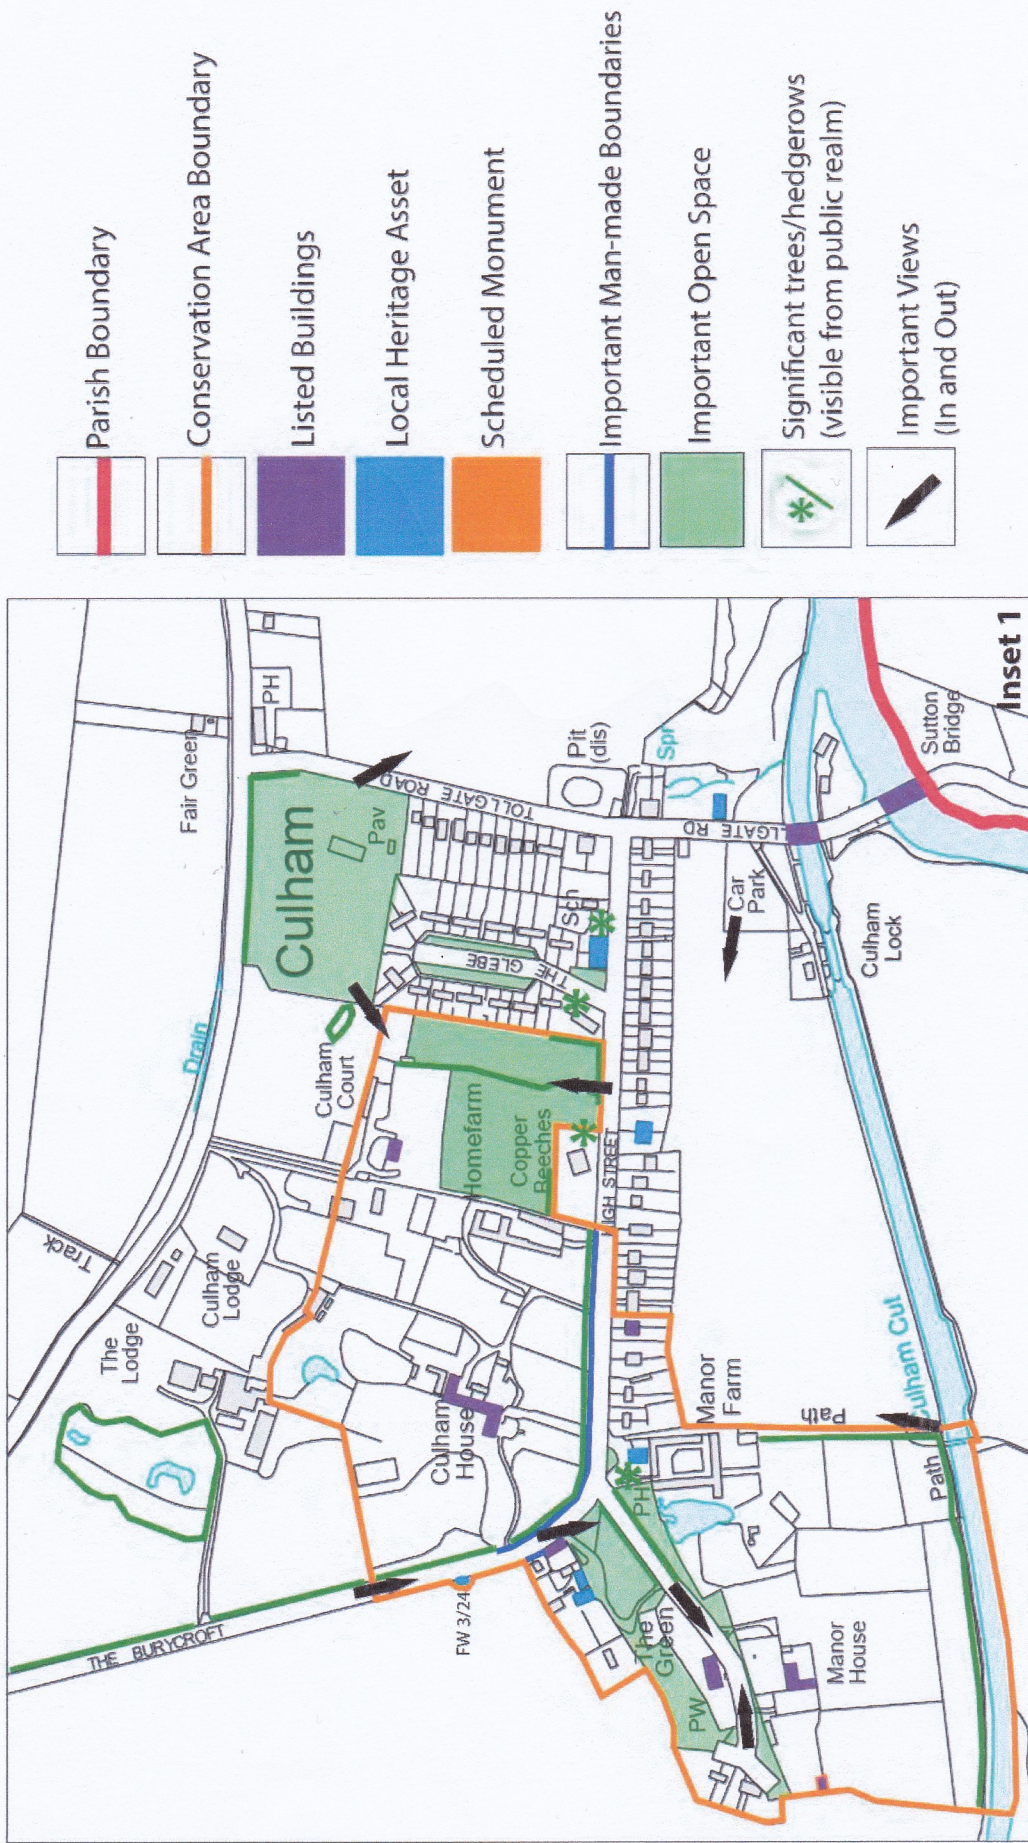 Parish Boundary
Conservation Area Boundary
Listed Buildings
Local Heritage Asset
Scheduled Monument
Important Man-made Boundaries
Important Open Space
Significant trees/hedgerows
(visible from public realm)
Important Views
(In and Out)
Track
Drain
Fair Green
PH
The
Lodge
Culham
Lodge
Culham
Court
Culham
Pav
TOLLGATE ROAD
THE BURYCROFT
FW 3/24
Culham
House
Homefarm
Copper
Beeches
THE GLEBE
Sch
Pit
(dis)
Spr
IGH STREET
LLGATE RD
PW
The
Green
PH
Manor
Farm
Path
Car
Park
Manor
House
Path
Culham Cut
Culham
Lock
Sutton
Bridge
Inset 1